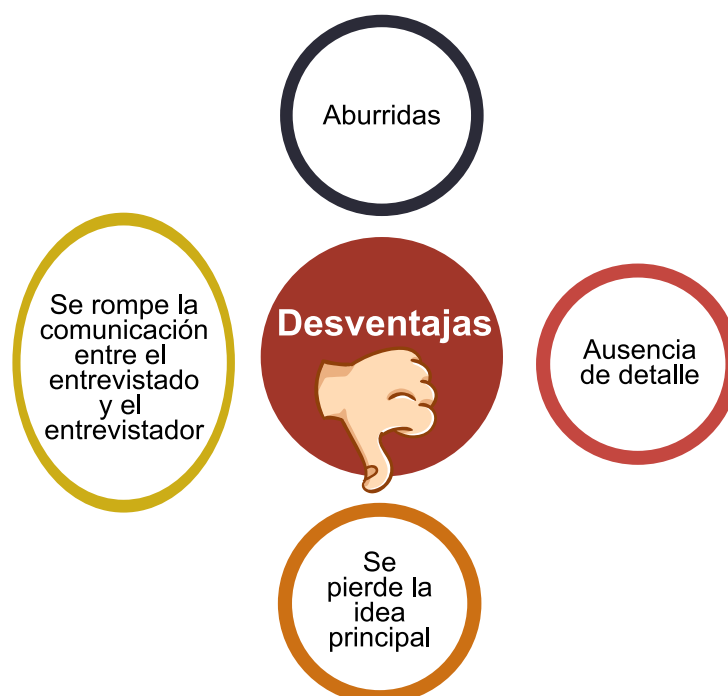 Aburridas
Desventajas
Se rompe la
comunicación
entre el
entrevistado
y el
entrevistador
Ausencia
de detalle
Se
pierde la
idea
principal